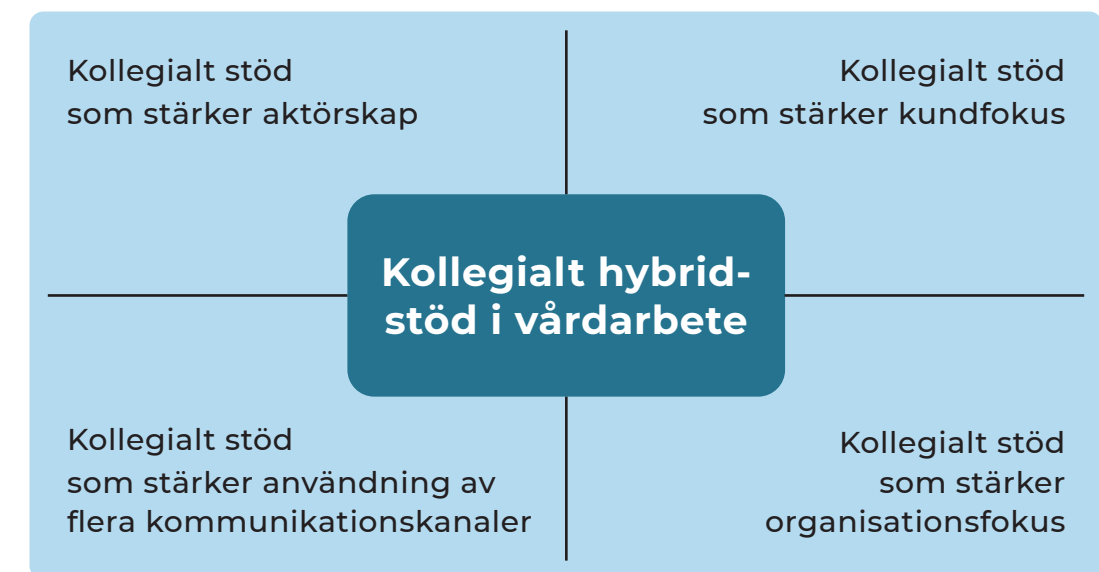 Kollegialt stöd
som stärker aktörskap
Kollegialt stöd
som stärker kundfokus
Kollegialt hybrid-
stöd i vårdarbete
Kollegialt stöd
som stärker användning av
flera kommunikationskanaler
Kollegialt stöd
som stärker
organisationsfokus